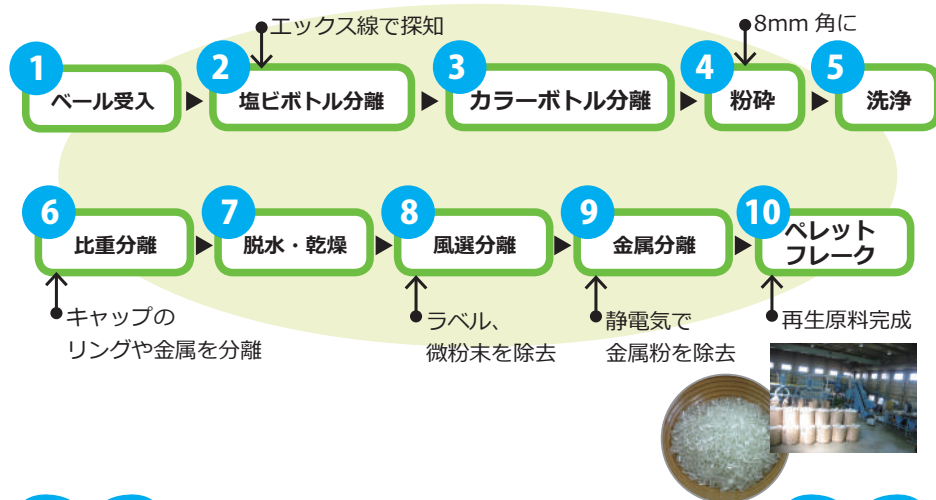 エックス線で探知
8mm 角に
1
ベール受入
2
塩ビボトル分離
3
カラーボトル分離
4
粉砕
5
洗浄
6
比重分離
7
脱水・乾燥
8
風選分離
9
金属分離
10
ペレット
フレーク
キャップの
リングや金属を分離
ラベル、
微粉末を除去
静電気で
金属粉を除去
再生原料完成